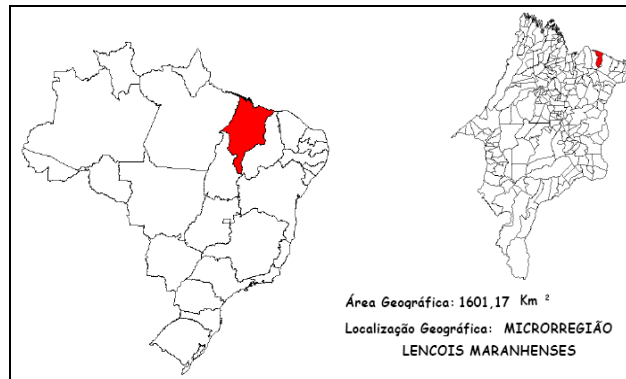 Área Geográfica: 1601,17 Km ²
Localização Geográfica: MICRORREGIÃO
LENCOIS MARANHENSES